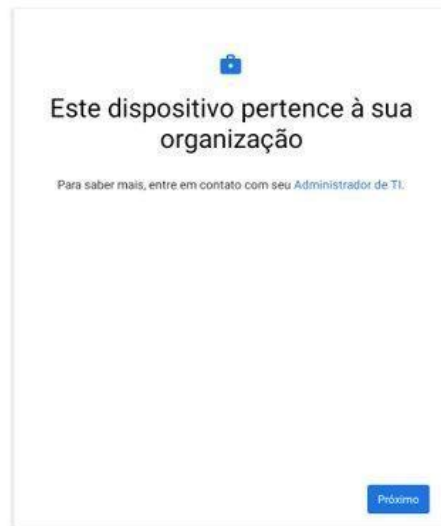 Este dispositivo pertence à sua
organização
Para saber mais, entre em contato com seu Administrador de TI.
Próximo